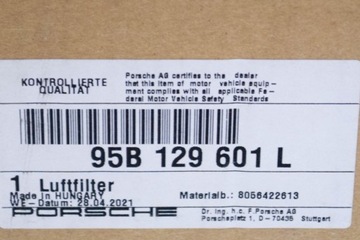 KONTROLLIERTE
QUALITÄT
Porsche AG certifies to the dealer
that this item of motor vehicle equip-
ment complies with all applicable Fe-
deral Motor Vehicle Safety Standards
95B 129 601 L
1 Luftfilter
Made in HUNGARY
WE-Datum: 28.04.2021
Materialb.: 8056422613
PORSCHE
Dr. Ing. h.c. F.Porsche AG
Porscheplatz 1, D - 70435 Stuttgart